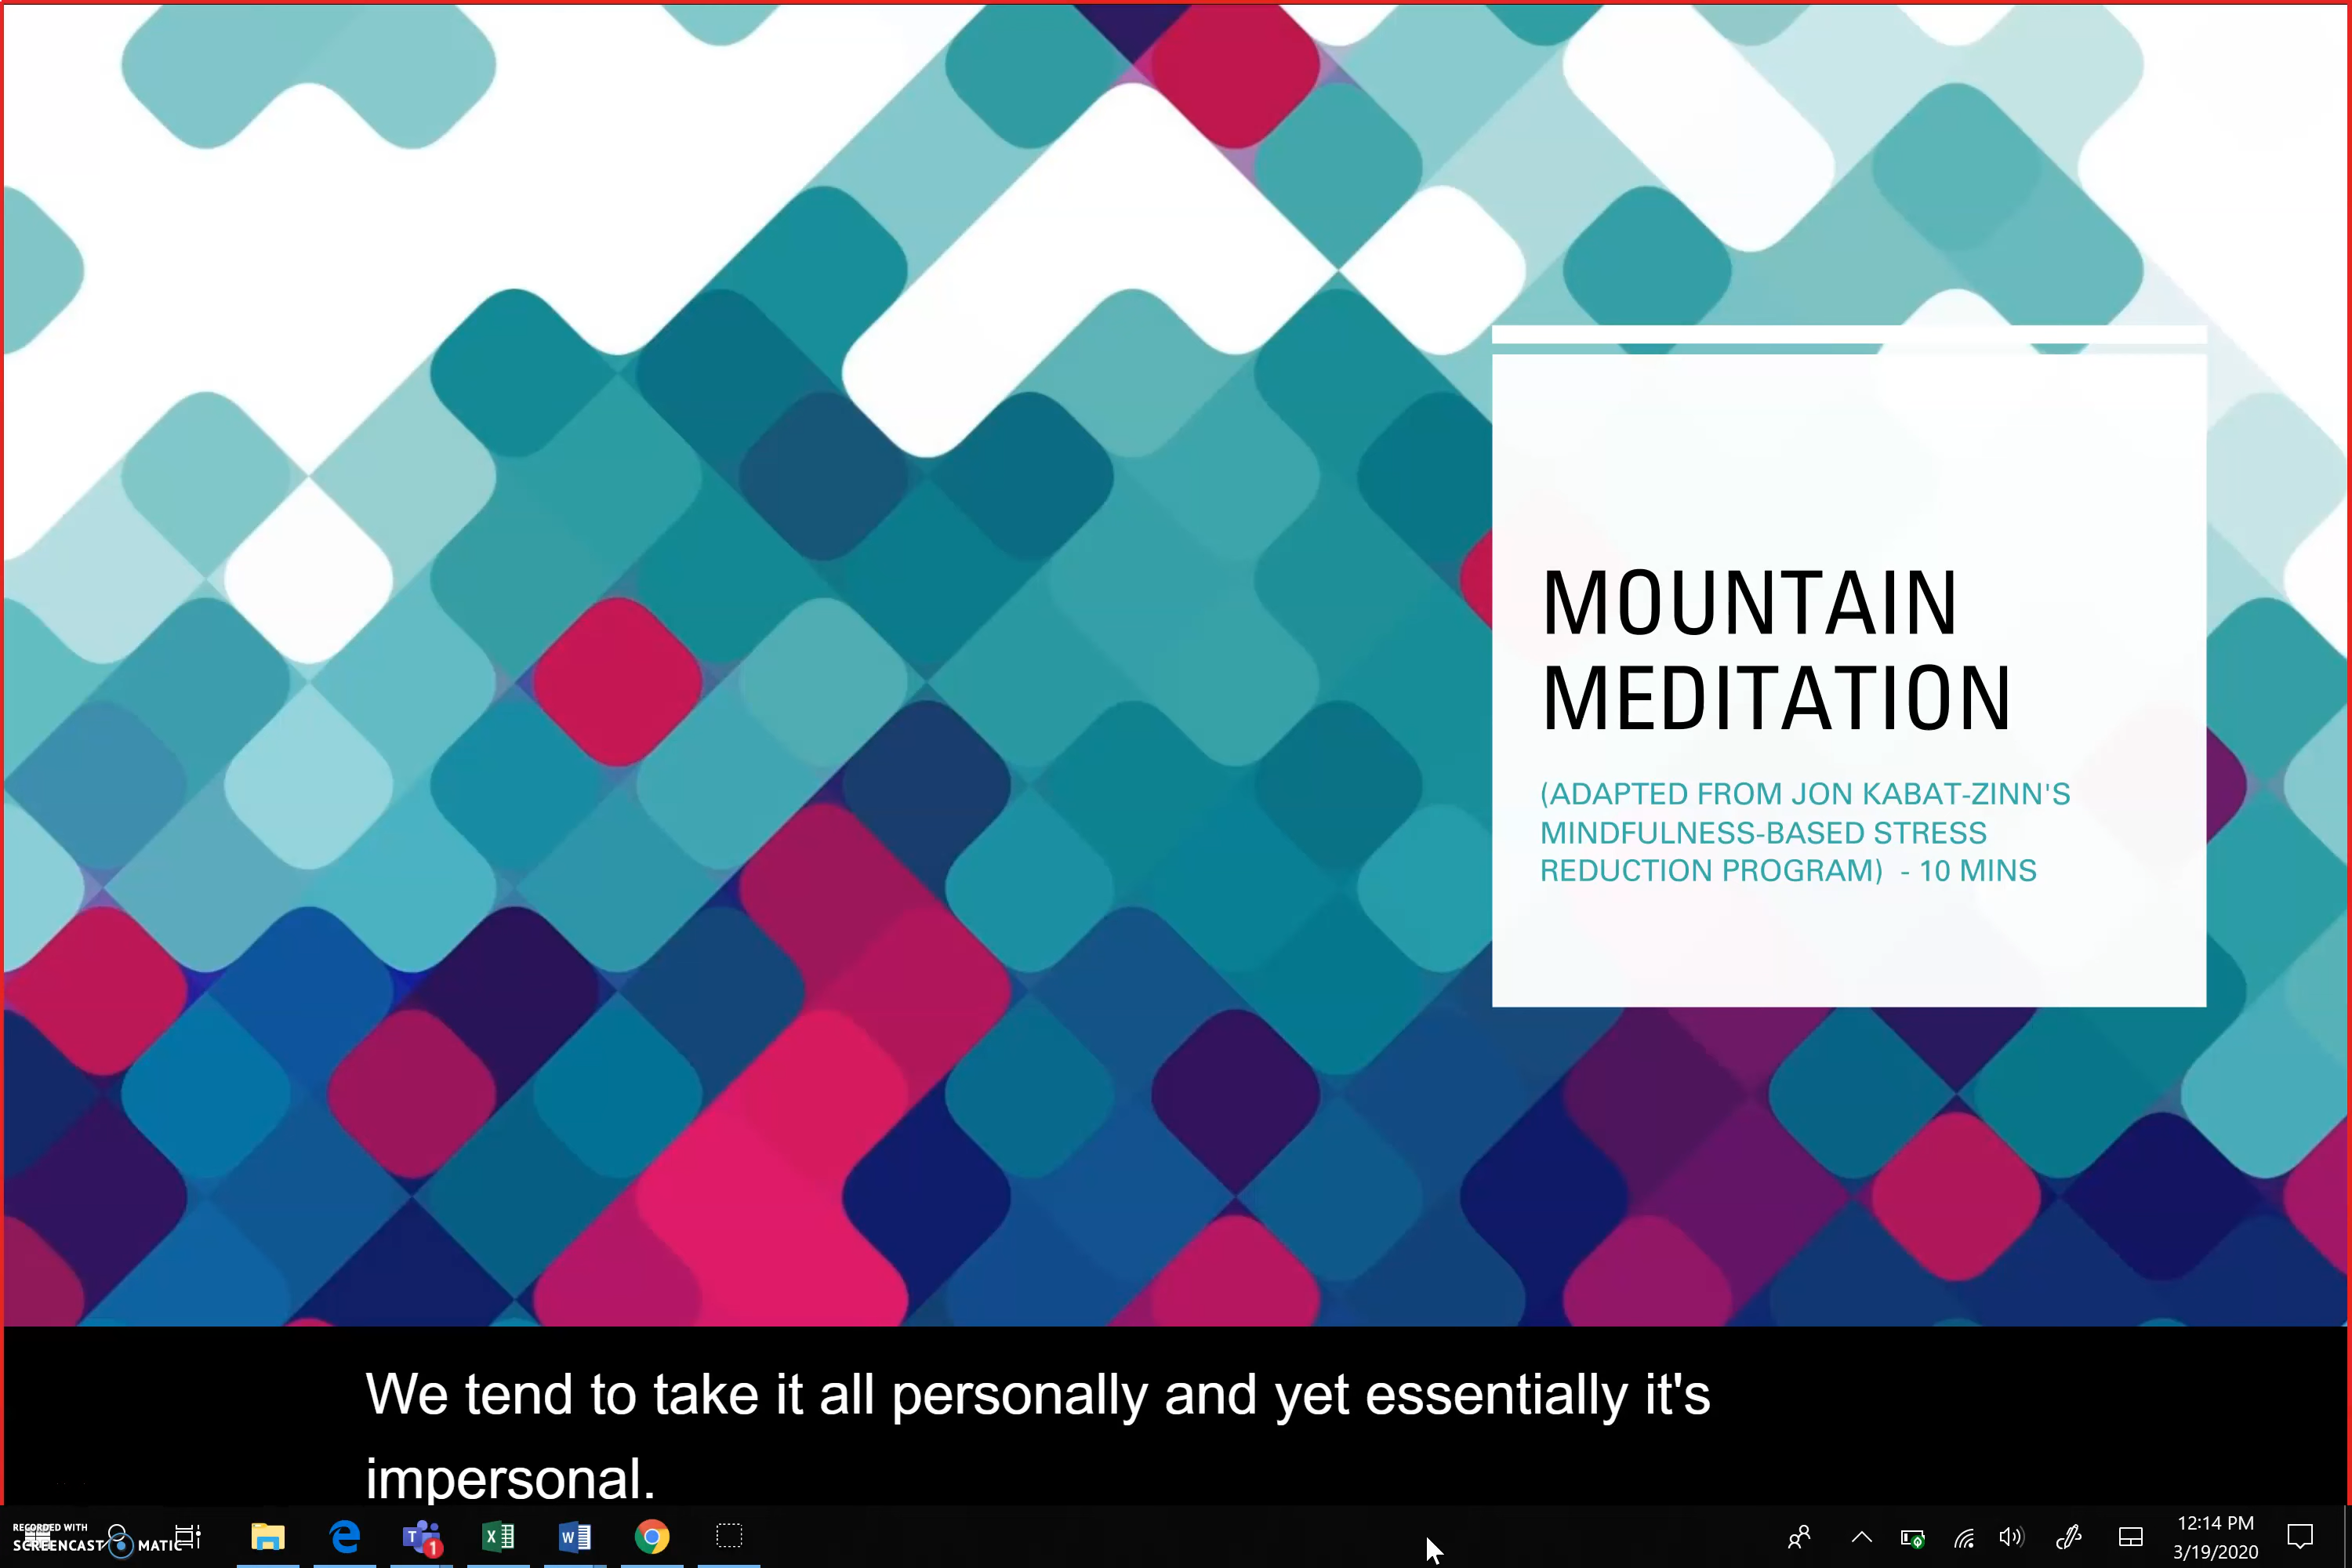 MOUNTAIN
MEDITATION
(ADAPTED FROM JON KABAT-ZINN'S
MINDFULNESS-BASED STRESS
REDUCTION PROGRAM)  - 10 MINS
We tend to take it all personally and yet essentially it's
impersonal.
RECORDED WITH
SCREENCAST MATIC
T
1
X
W
12:14 PM
3/19/2020